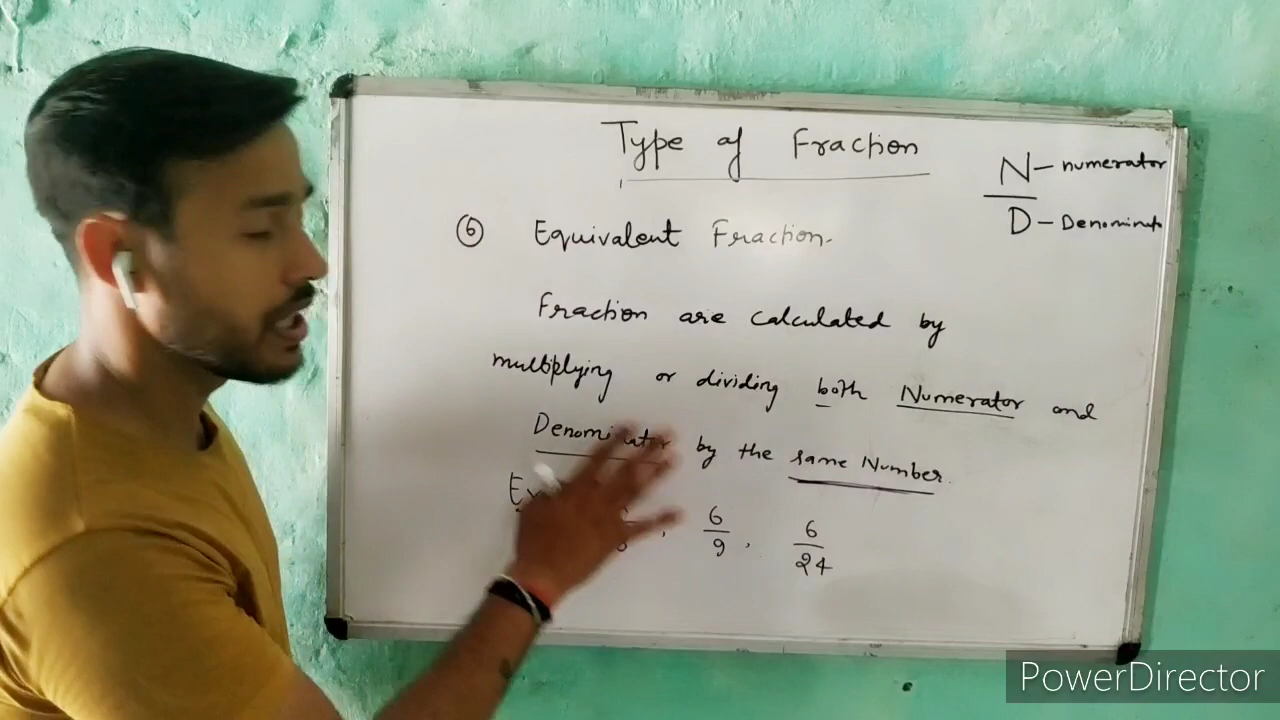 Type of Fraction
N - numerator
D - Denominato
⑥ Equivalent Fraction.
Fraction are calculated by
multiplying or dividing both Numerator and
Denominator by the same Number.
6/9, 6/24
PowerDirector